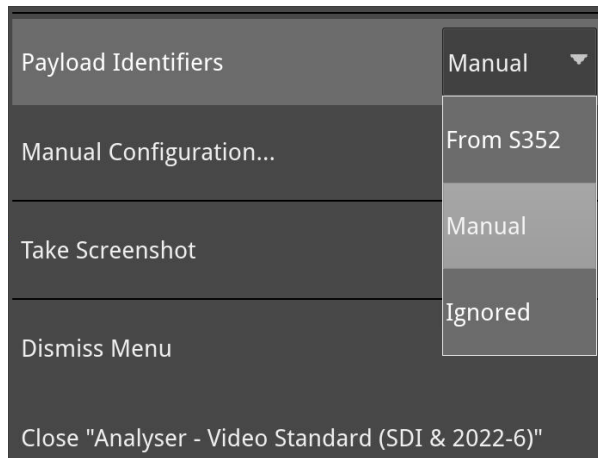 Payload Identifiers Manual
From S352
Manual Configuration...
Manual
Take Screenshot
Ignored
Dismiss Menu
Close "Analyser - Video Standard (SDI & 2022-6)"